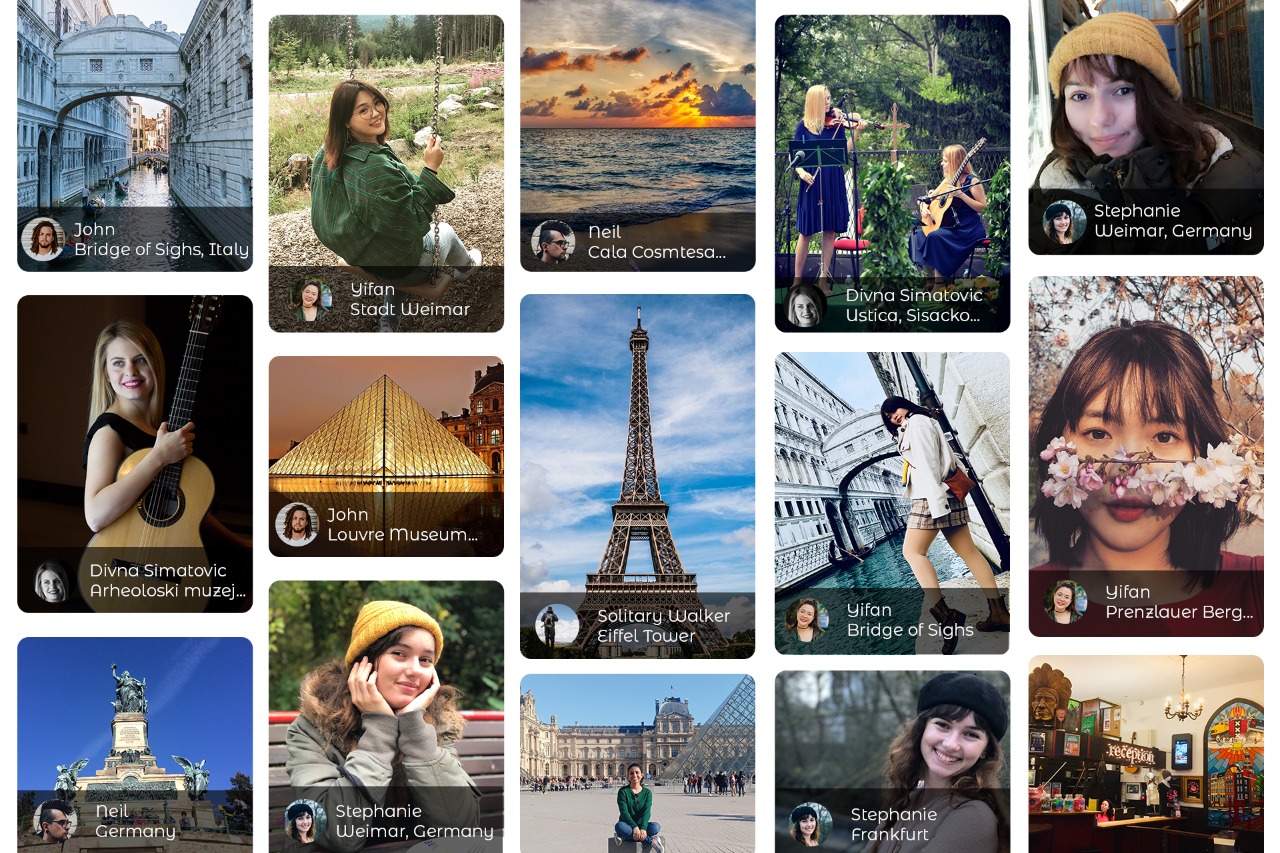 John
Bridge of Sighs, Italy
Divna Simatovic
Arheoloski muzej...
Neil
Germany
Yifan
Stadt Weimar
John
Louvre Museum...
Stephanie
Weimar, Germany
Neil
Cala Cosmtesa...
Solitary Walker
Eiffel Tower
Divna Simatovic
Ustica, Sisacko...
Yifan
Bridge of Sighs
Stephanie
Frankfurt
Stephanie
Weimar, Germany
Yifan
Prenzlauer Berg...
reception